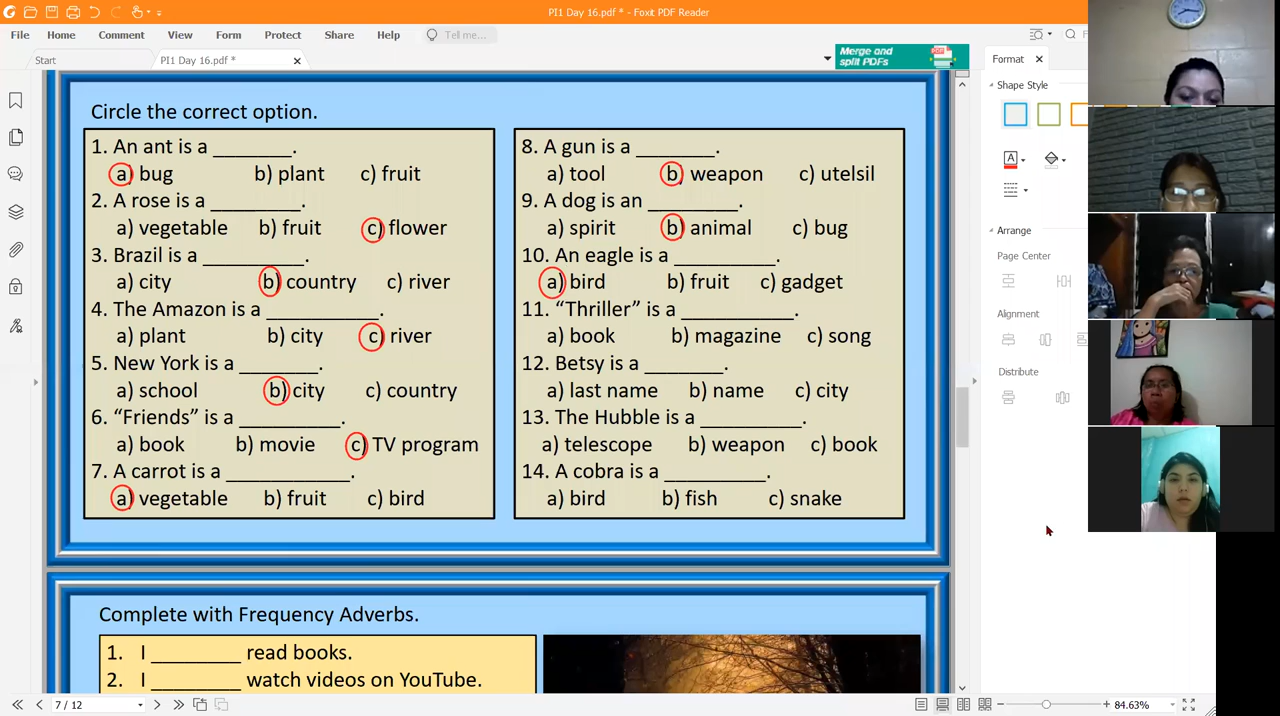 PI1 Day 16.pdf * - Foxit PDF Reader
File Home Comment View Form Protect Share Help Tell me...
Start PI1 Day 16.pdf *
Merge and
split PDFs
Circle the correct option.
1. An ant is a _______.
a) bug b) plant c) fruit
2. A rose is a ________.
a) vegetable b) fruit c) flower
3. Brazil is a _________.
a) city b) country c) river
4. The Amazon is a __________.
a) plant b) city c) river
5. New York is a _______.
a) school b) city c) country
6. “Friends” is a _________.
a) book b) movie c) TV program
7. A carrot is a ___________.
a) vegetable b) fruit c) bird
8. A gun is a _______.
a) tool b) weapon c) utelsil
9. A dog is an ________.
a) spirit b) animal c) bug
10. An eagle is a _________.
a) bird b) fruit c) gadget
11. “Thriller” is a __________.
a) book b) magazine c) song
12. Betsy is a _______.
a) last name b) name c) city
13. The Hubble is a _________.
a) telescope b) weapon c) book
14. A cobra is a _________.
a) bird b) fish c) snake
Complete with Frequency Adverbs.
1. I ________ read books.
2. I ________ watch videos on YouTube.
Format
Shape Style
Arrange
Page Center
Alignment
Distribute
7 / 12
84.63%